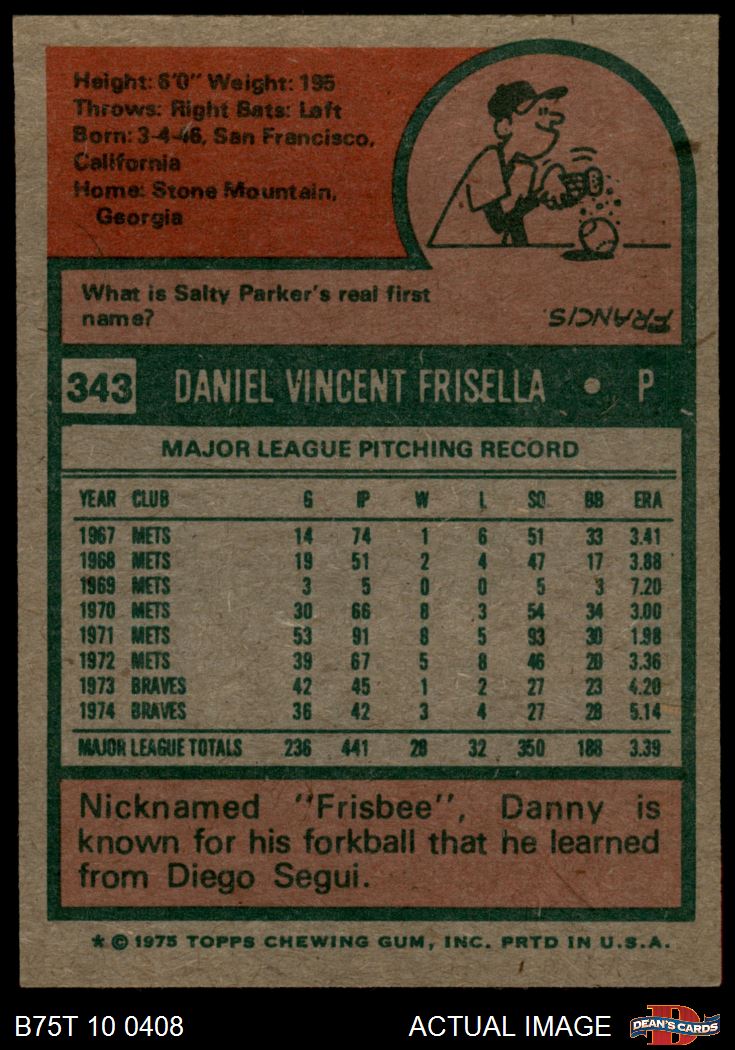 Height: 6'0" Weight: 195
Throws: Right Bats: Left
Born: 3-4-46, San Francisco,
California
Home: Stone Mountain,
Georgia
What is Salty Parker's real first
name?
FRANCIS.
343 DANIEL VINCENT FRISELLA • P
MAJOR LEAGUE PITCHING RECORD
YEAR CLUB G IP W L SO BB ERA
1967 METS 14 74 1 6 51 33 3.41
1968 METS 19 51 2 4 47 17 3.88
1969 METS 3 5 0 0 5 3 7.20
1970 METS 30 66 8 3 54 34 3.00
1971 METS 53 91 8 5 93 30 1.98
1972 METS 39 67 5 8 46 20 3.36
1973 BRAVES 42 45 1 2 27 23 4.20
1974 BRAVES 36 42 3 4 27 28 5.14
MAJOR LEAGUE TOTALS 236 441 28 32 350 188 3.39
Nicknamed "Frisbee", Danny is
known for his forkball that he learned
from Diego Segui.
* © 1975 TOPPS CHEWING GUM, INC. PRTD IN U.S.A.
B75T 10 0408 ACTUAL IMAGE
D
DEAN'S CARDS